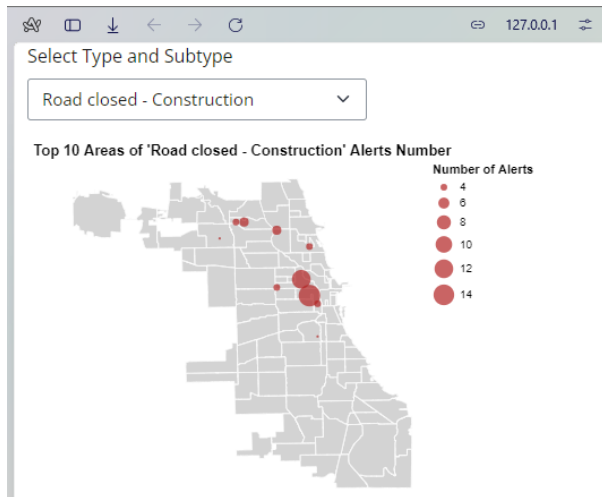 127.0.0.1
Select Type and Subtype
Road closed - Construction
Top 10 Areas of 'Road closed - Construction' Alerts Number
Number of Alerts
4
6
8
10
12
14